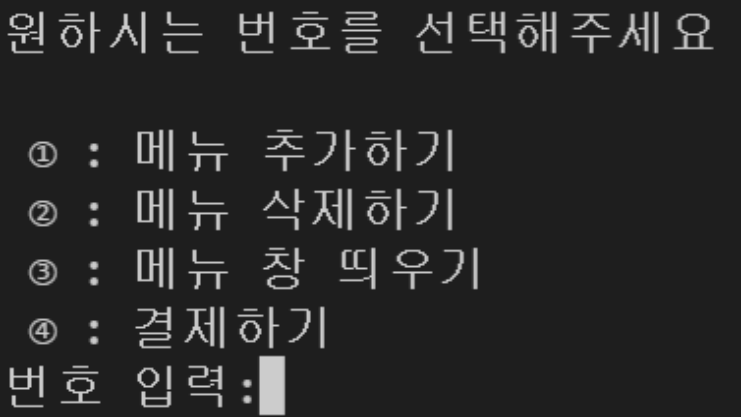 원하시는 번호를 선택해주세요
① : 메뉴 추가하기
② : 메뉴 삭제하기
③ : 메뉴 창 띄우기
④ : 결제하기
번호 입력: